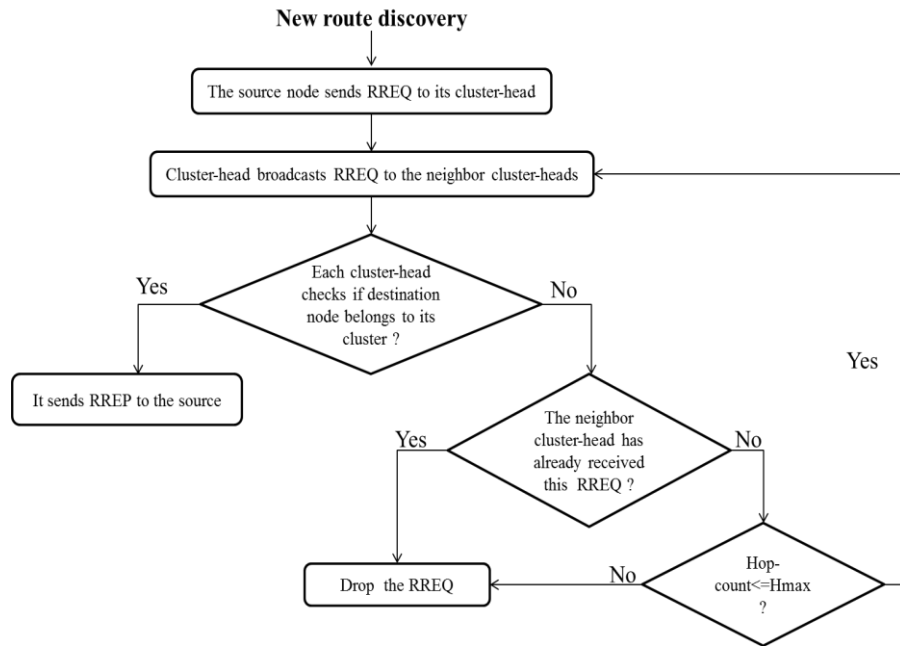 New route discovery
The source node sends RREQ to its cluster-head
Cluster-head broadcasts RREQ to the neighbor cluster-heads
Each cluster-head
checks if destination
node belongs to its
cluster ?
Yes
No
It sends RREP to the source
Yes
The neighbor
cluster-head has
already received
this RREQ ?
Yes
No
Drop the RREQ
No
Hop-
count<=Hmax
?